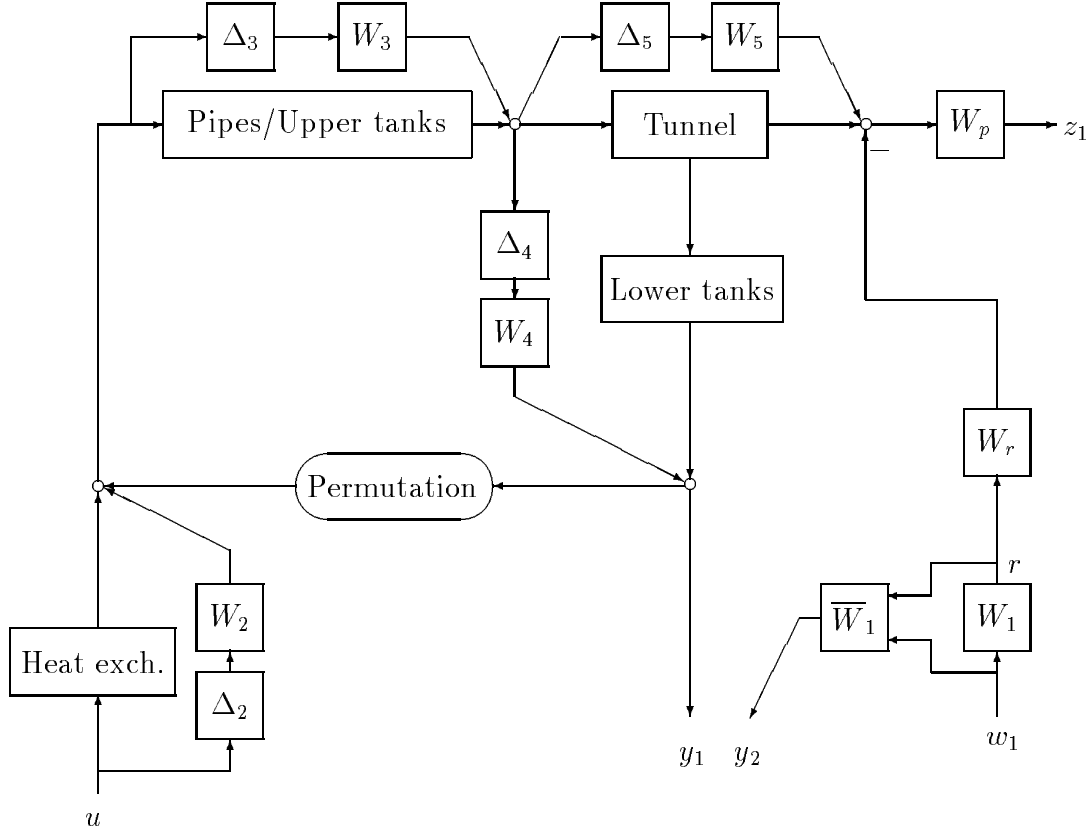 Δ3 W3 Δ5 W5
Pipes/Upper tanks Tunnel Wp z1
−
Δ4
Lower tanks
W4
Wr
Permutation
r
W2 W̅1 W1
Heat exch.
Δ2
y1 y2 w1
u